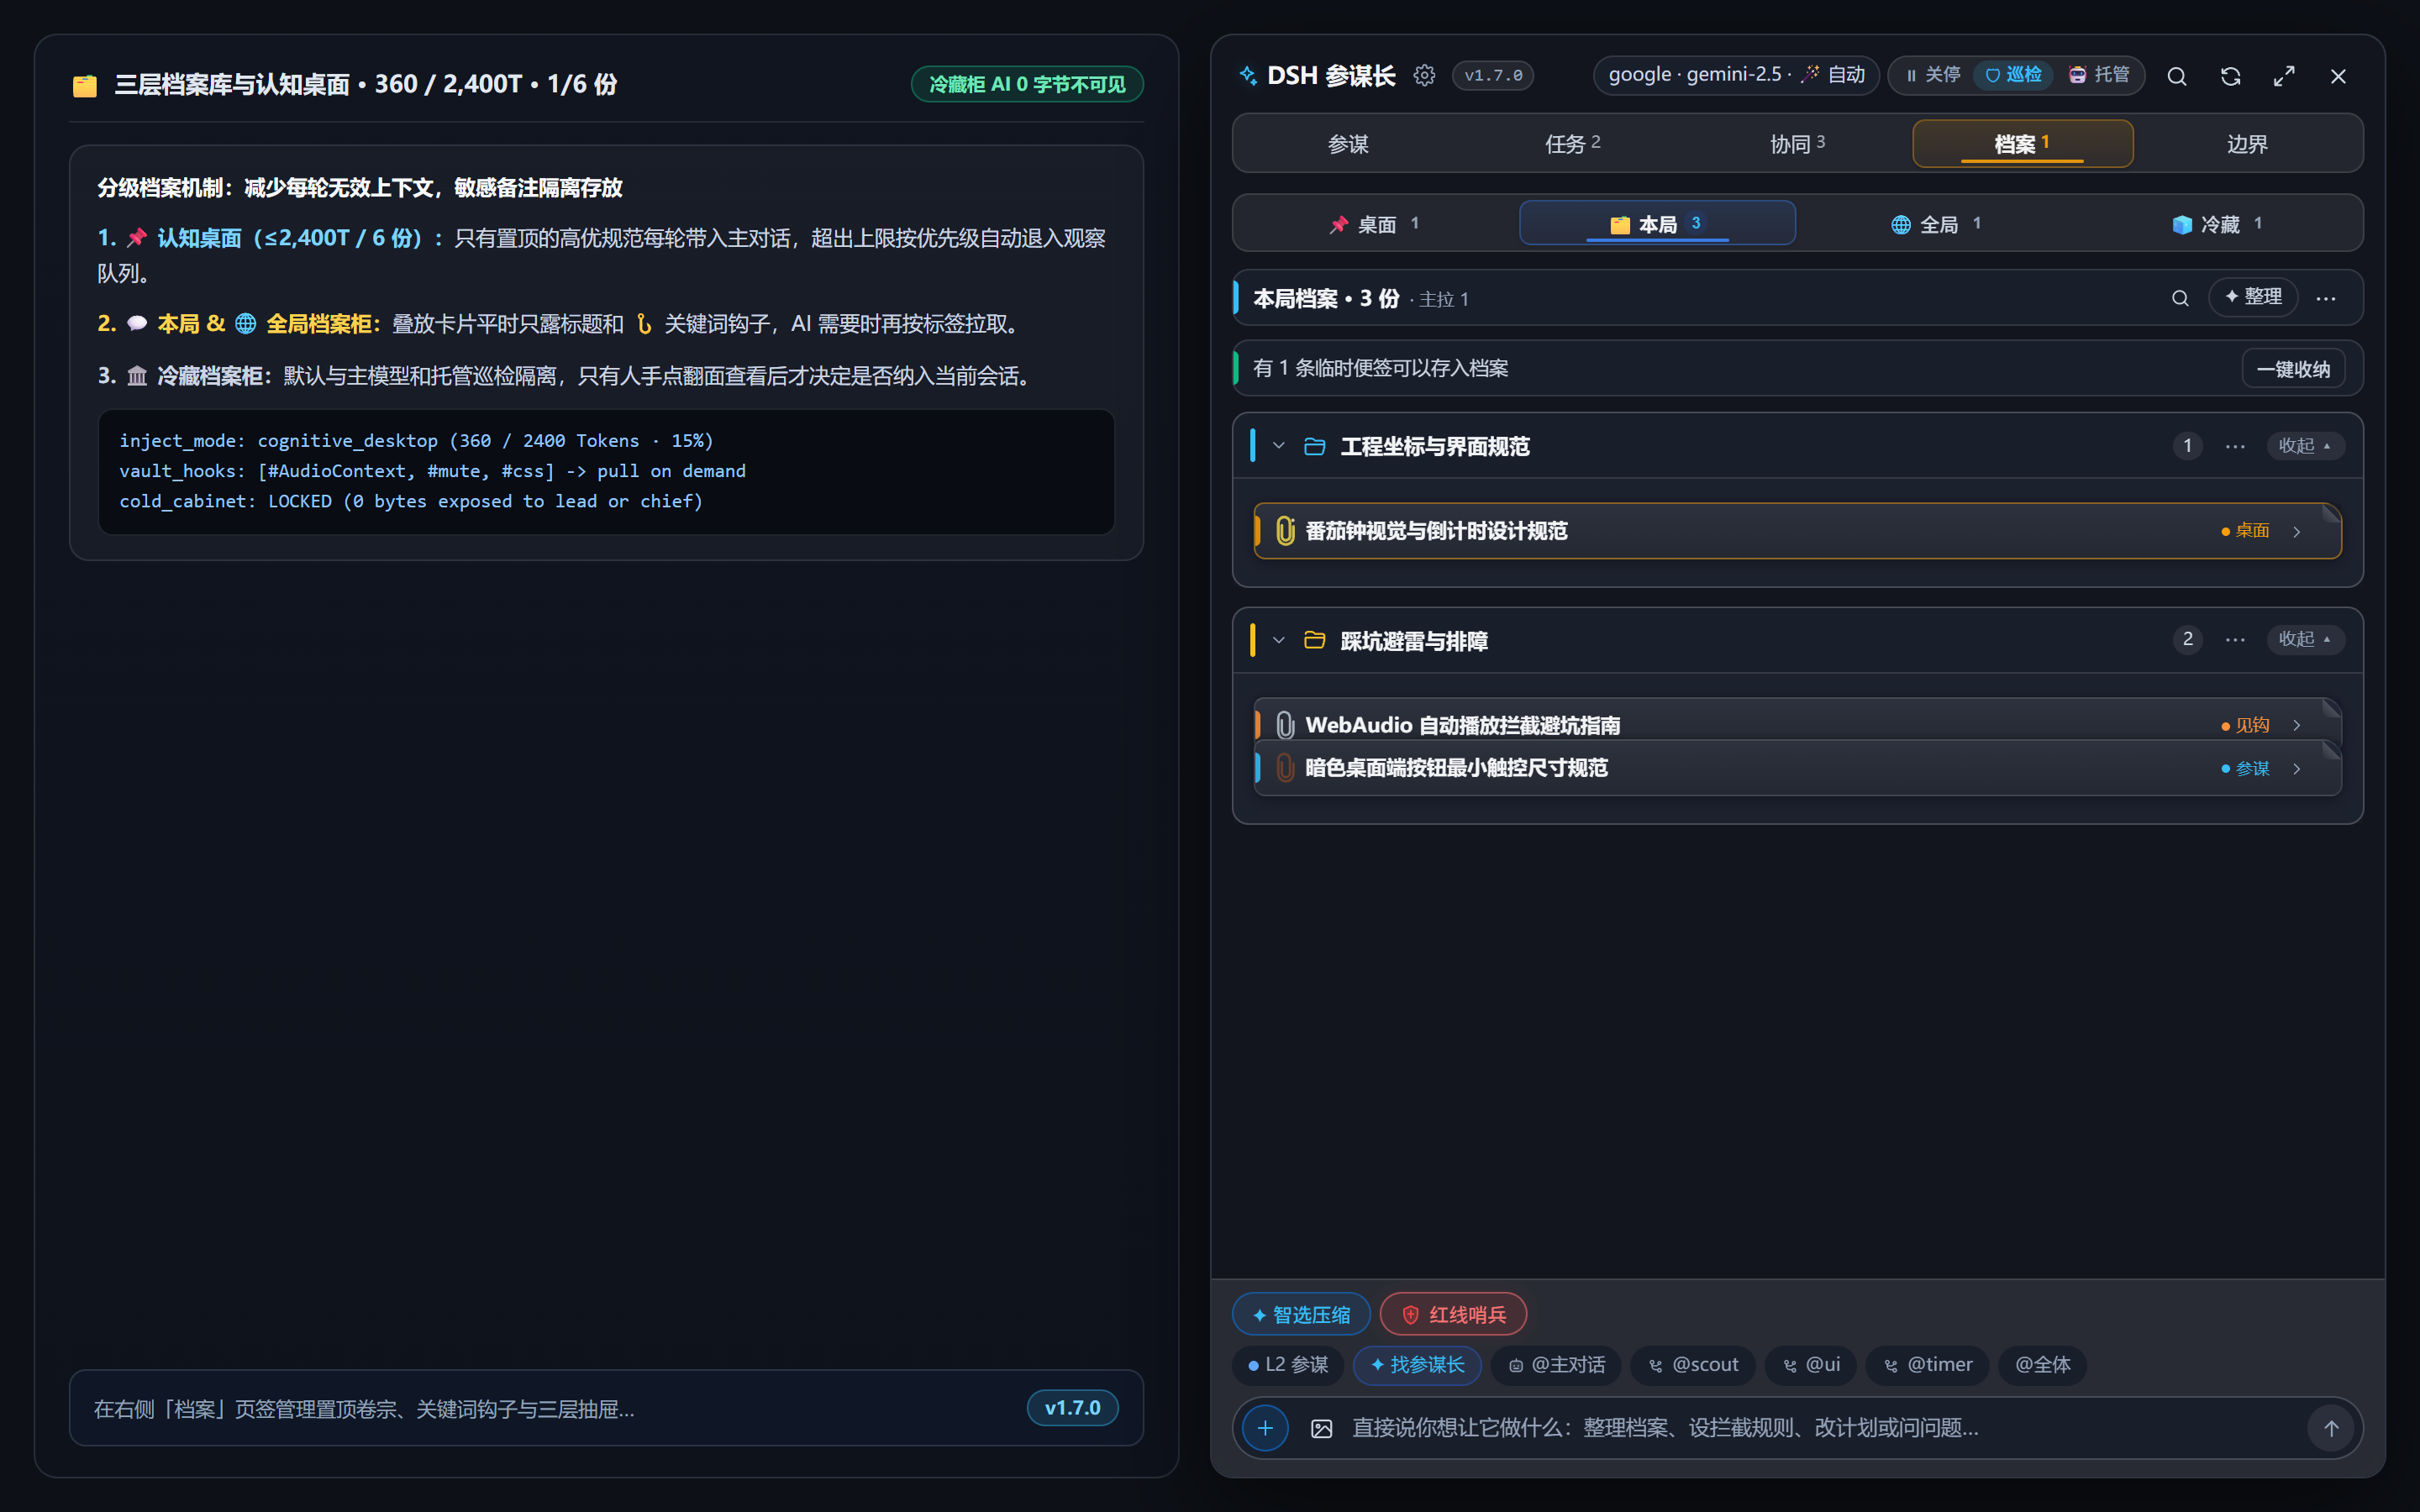 三层档案库与认知桌面 • 360 / 2,400T • 1/6 份
冷藏柜 AI 0 字节不可见
分级档案机制：减少每轮无效上下文，敏感备注隔离存放
1. 📌 认知桌面（≤2,400T / 6 份）：只有置顶的高优规范每轮带入主对话，超出上限按优先级自动退入观察
队列。
2. 💬 本局 & 🌐 全局档案柜：叠放卡片平时只露标题和 🪝 关键词钩子，AI 需要时再按标签拉取。
3. 🏛 冷藏档案柜：默认与主模型和托管巡检隔离，只有人手点翻面查看后才决定是否纳入当前会话。
inject_mode: cognitive_desktop (360 / 2400 Tokens · 15%)
vault_hooks: [#AudioContext, #mute, #css] -> pull on demand
cold_cabinet: LOCKED (0 bytes exposed to lead or chief)
在右侧「档案」页签管理置顶卷宗、关键词钩子与三层抽屉...
v1.7.0
DSH 参谋长
v1.7.0
google · gemini-2.5 · 🪄 自动
关停
巡检
托管
参谋
任务 2
协同 3
档案 1
边界
📌 桌面 1
🗂 本局 3
🌐 全局 1
🧊 冷藏 1
本局档案 • 3 份 · 主拉 1
✦ 整理
有 1 条临时便签可以存入档案
一键收纳
工程坐标与界面规范
1
收起 ▲
番茄钟视觉与倒计时设计规范
桌面
踩坑避雷与排障
2
收起 ▲
WebAudio 自动播放拦截避坑指南
见钩
暗色桌面端按钮最小触控尺寸规范
参谋
✦ 智选压缩
红线哨兵
L2 参谋
✦ 找参谋长
@主对话
@scout
@ui
@timer
@全体
直接说你想让它做什么：整理档案、设拦截规则、改计划或问问题...